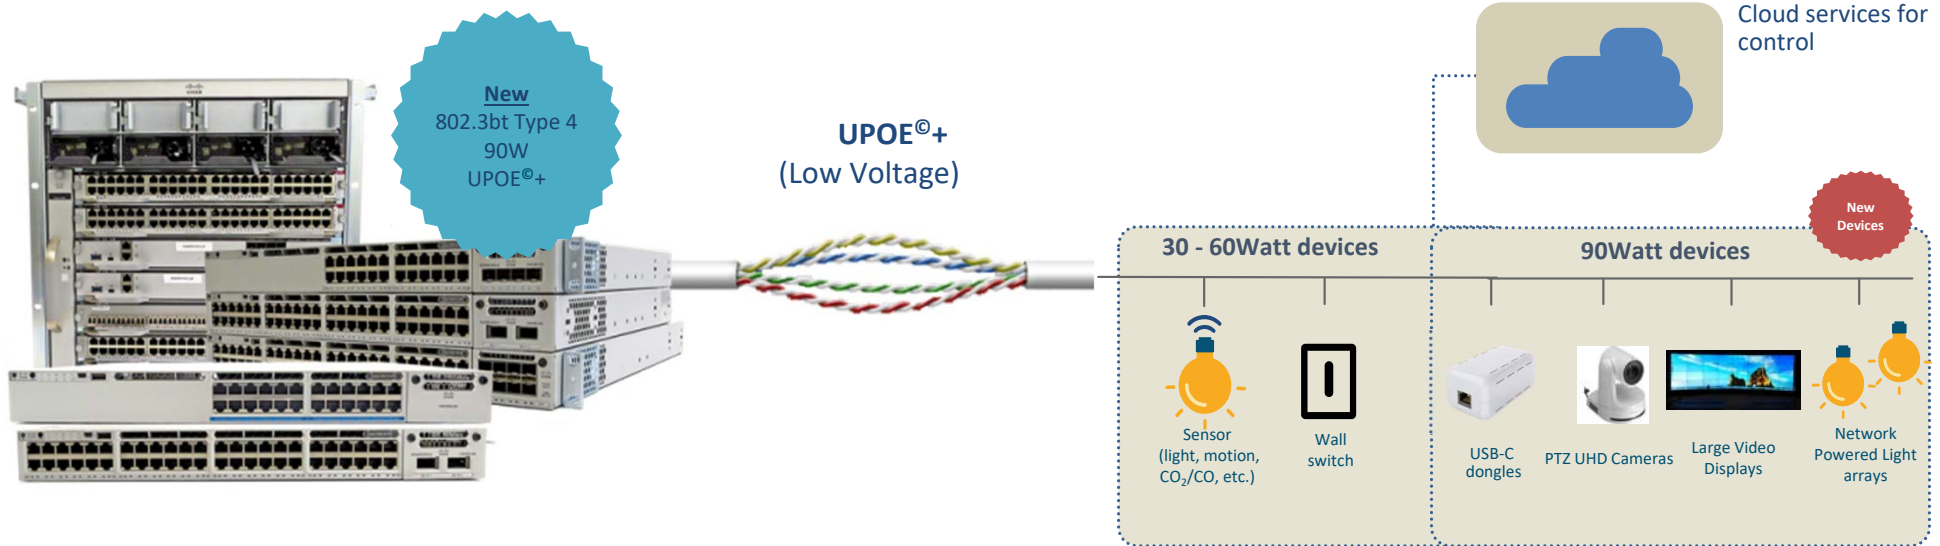 New
802.3bt Type 4
90W
UPOE©+
UPOE©+
(Low Voltage)
Cloud services for
control
New
Devices
30 - 60Watt devices
90Watt devices
Sensor
(light, motion,
CO₂/CO, etc.)
Wall
switch
USB-C
dongles
PTZ UHD Cameras
Large Video
Displays
Network
Powered Light
arrays